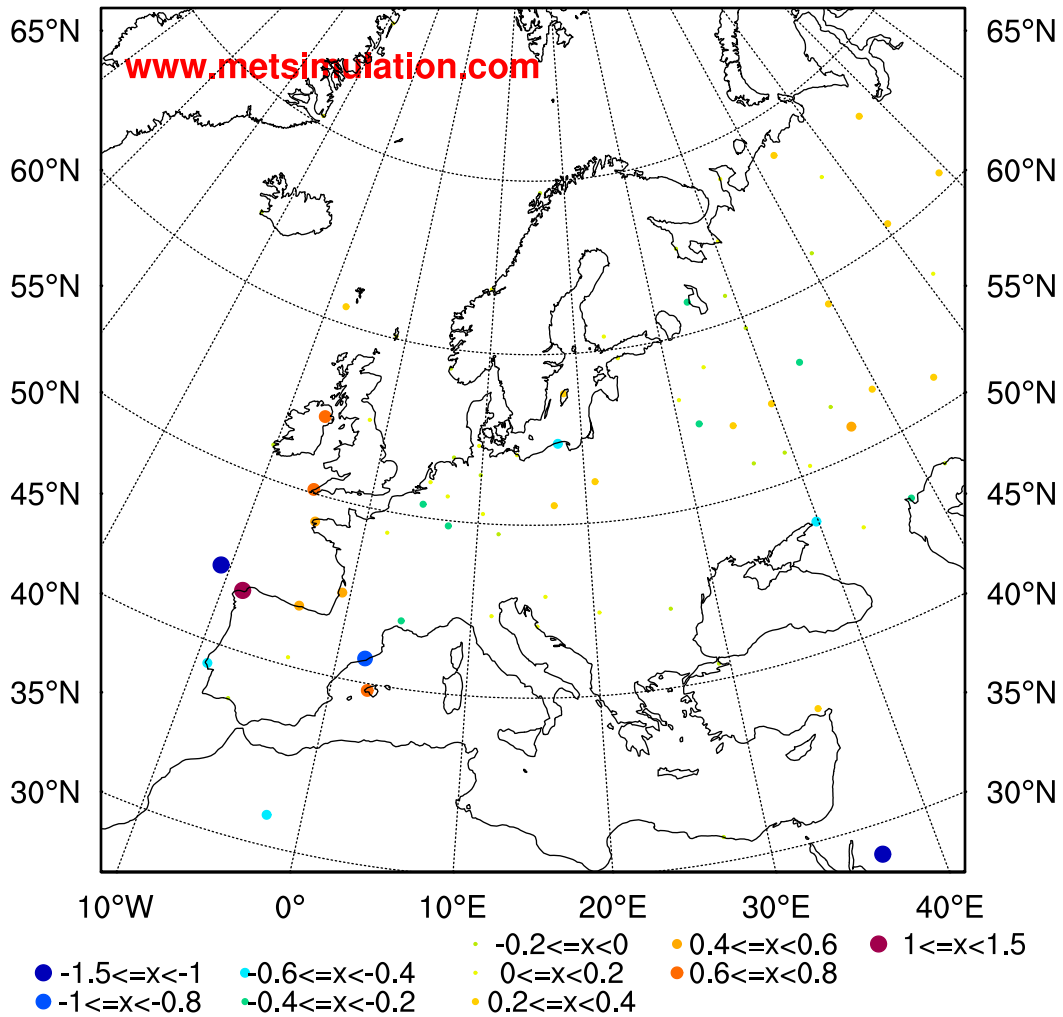 65°N 65°N
www.metsimulation.com
60°N 60°N
55°N 55°N
50°N 50°N
45°N 45°N
40°N 40°N
35°N 35°N
30°N 30°N
10°W 0° 10°E 20°E 30°E 40°E
-0.2<=x<0 0.4<=x<0.6 1<=x<1.5
-1.5<=x<-1 -0.6<=x<-0.4 0<=x<0.2 0.6<=x<0.8
-1<=x<-0.8 -0.4<=x<-0.2 0.2<=x<0.4